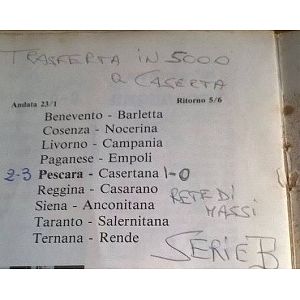 TRASFERTA IN 5000
A CASERTA
Andata 23/1 Ritorno 5/6
Benevento - Barletta
Cosenza - Nocerina
Livorno - Campania
Paganese - Empoli
2-3 Pescara - Casertana 1-0
Reggina - Casarano RETE DI
Siena - Anconitana MASSI
Taranto - Salernitana
Ternana - Rende SERIE B